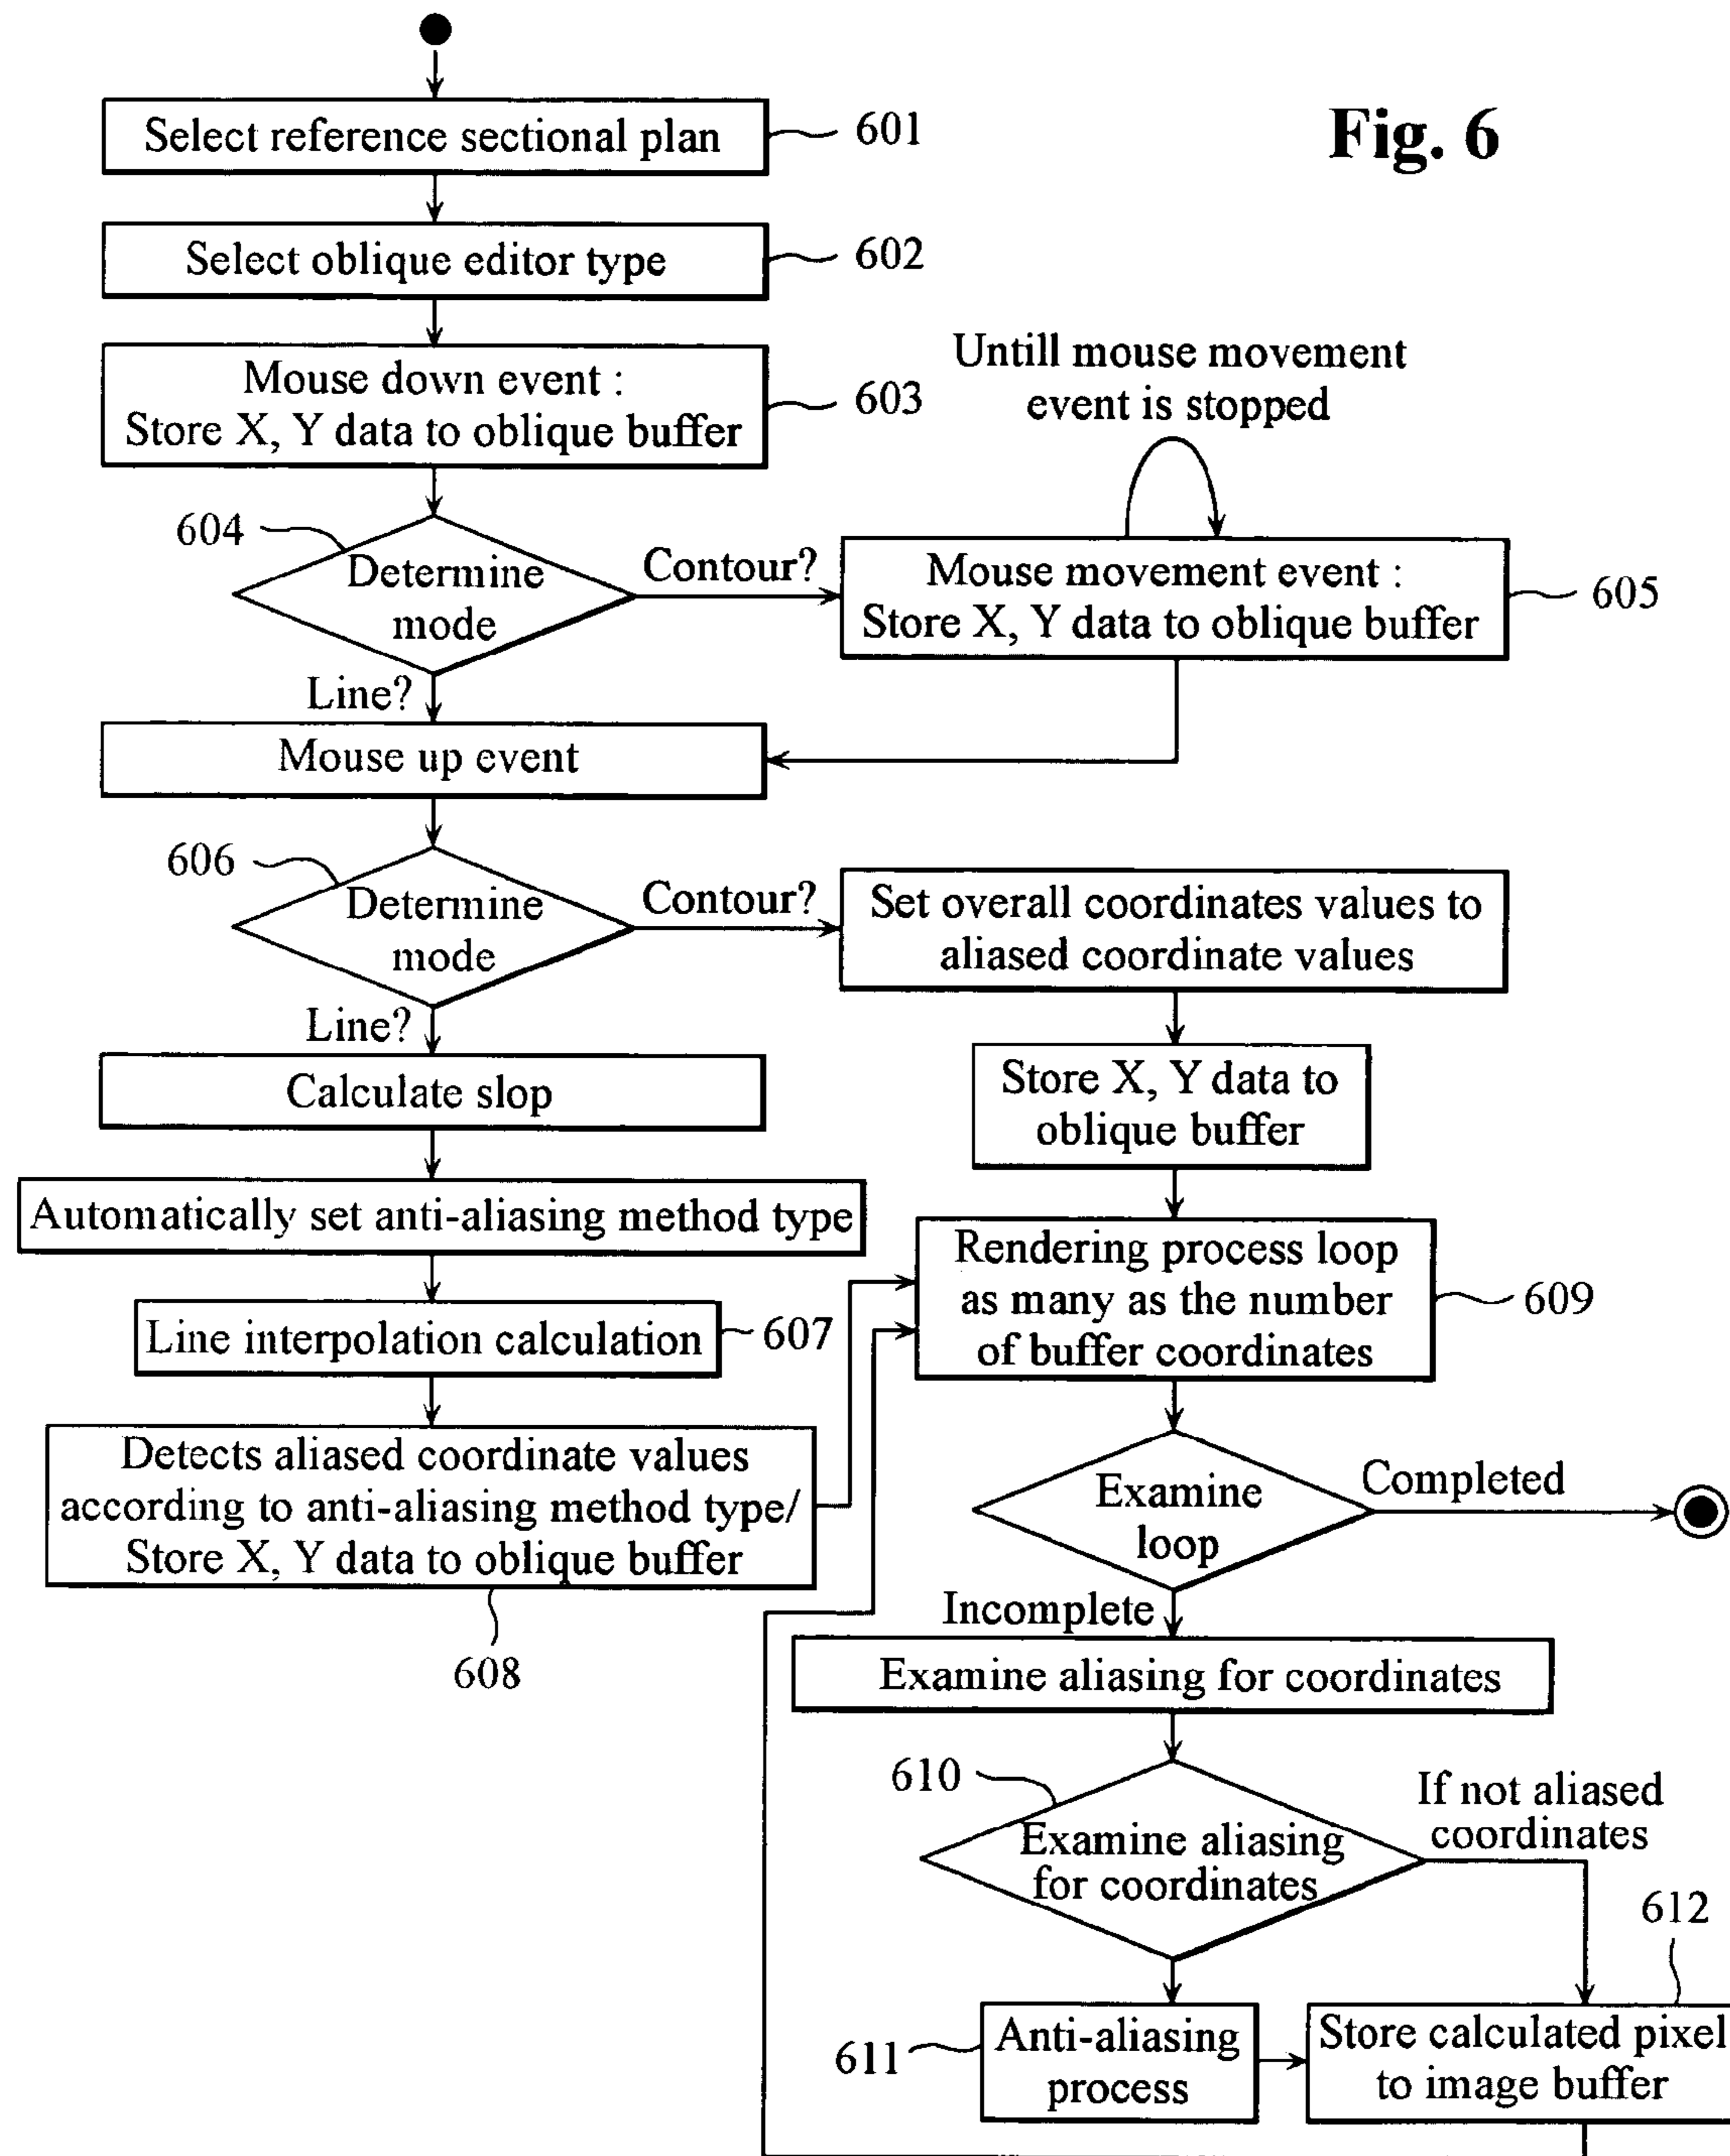 Fig. 6
Select reference sectional plan
601
Select oblique editor type
602
Mouse down event :
Store X, Y data to oblique buffer
603
Untill mouse movement
event is stopped
604
Determine
mode
Contour?
Mouse movement event :
Store X, Y data to oblique buffer
605
Line?
Mouse up event
606
Determine
mode
Contour?
Set overall coordinates values to
aliased coordinate values
Line?
Calculate slop
Store X, Y data to
oblique buffer
Automatically set anti-aliasing method type
Line interpolation calculation
607
Rendering process loop
as many as the number
of buffer coordinates
609
Detects aliased coordinate values
according to anti-aliasing method type/
Store X, Y data to oblique buffer
608
Examine
loop
Completed
Incomplete
Examine aliasing for coordinates
610
Examine aliasing
for coordinates
If not aliased
coordinates
612
611
Anti-aliasing
process
Store calculated pixel
to image buffer